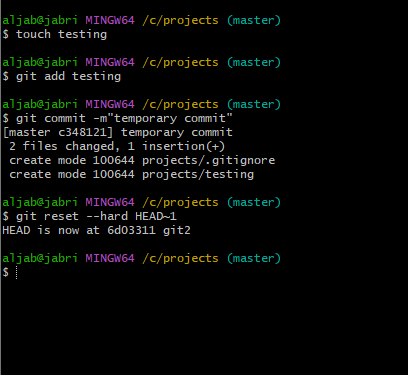 aljab@jabri MINGW64 /c/projects (master)
$ touch testing
aljab@jabri MINGW64 /c/projects (master)
$ git add testing
aljab@jabri MINGW64 /c/projects (master)
$ git commit -m"temporary commit"
[master c348121] temporary commit
2 files changed, 1 insertion(+)
create mode 100644 projects/.gitignore
create mode 100644 projects/testing
aljab@jabri MINGW64 /c/projects (master)
$ git reset --hard HEAD~1
HEAD is now at 6d03311 git2
aljab@jabri MINGW64 /c/projects (master)
$